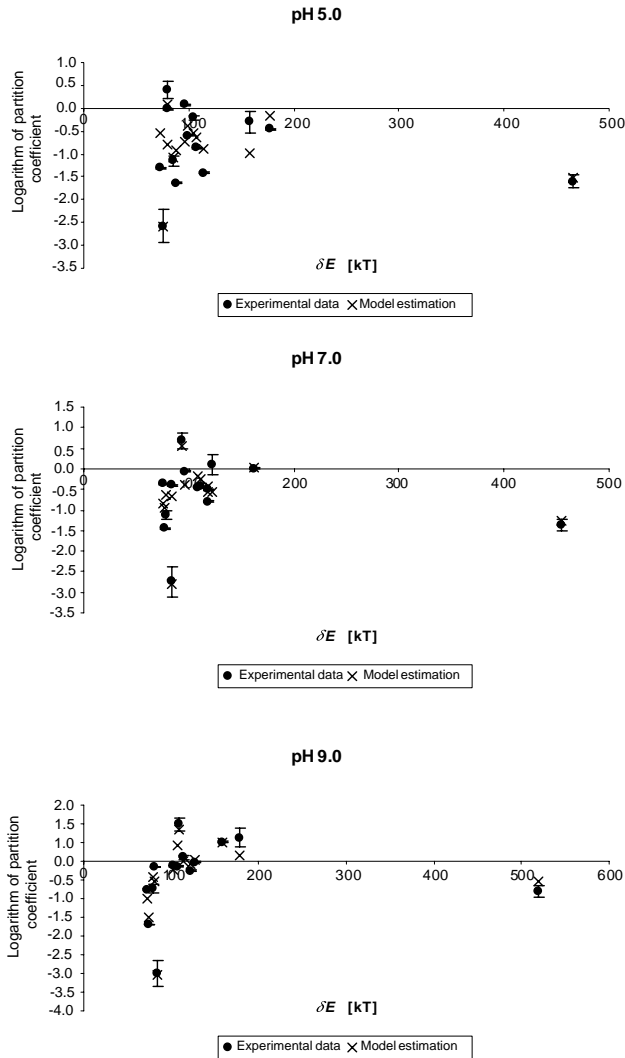 pH 5.0
Logarithm of partition
coefficient
1.0
0.5
0.0
-0.5
-1.0
-1.5
-2.0
-2.5
-3.0
-3.5
0 100 200 300 400 500
δE [kT]
● Experimental data × Model estimation
pH 7.0
Logarithm of partition
coefficient
1.5
1.0
0.5
0.0
-0.5
-1.0
-1.5
-2.0
-2.5
-3.0
-3.5
0 100 200 300 400 500
δE [kT]
● Experimental data × Model estimation
pH 9.0
Logarithm of partition
coefficient
2.0
1.5
1.0
0.5
0.0
-0.5
-1.0
-1.5
-2.0
-2.5
-3.0
-3.5
-4.0
0 100 200 300 400 500 600
δE [kT]
● Experimental data × Model estimation